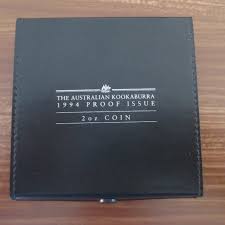 THE AUSTRALIAN KOOKABURRA
1994 PROOF ISSUE
2oz COIN